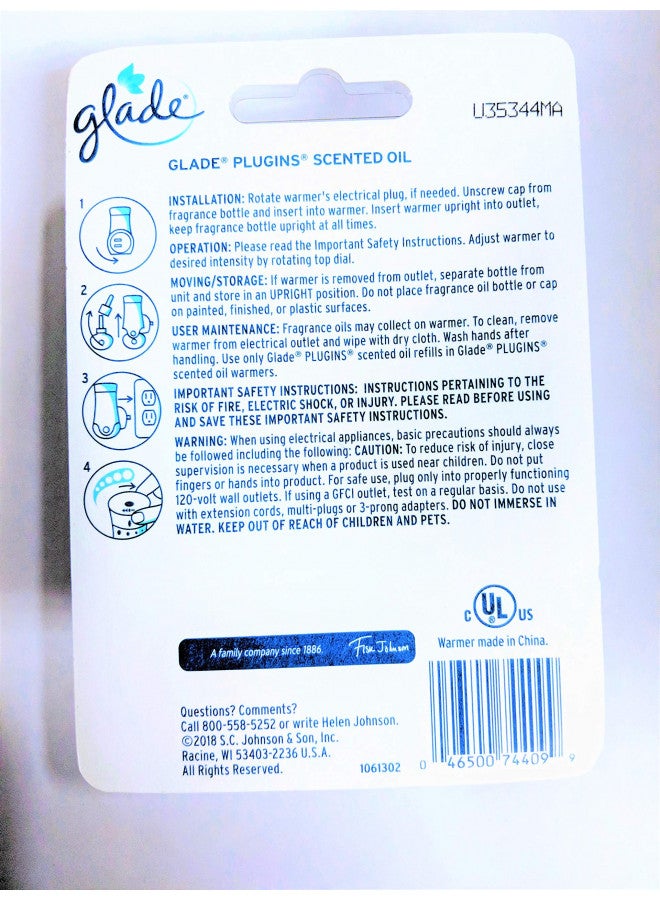 glade®
U35344MA
GLADE® PLUGINS® SCENTED OIL
1
INSTALLATION: Rotate warmer's electrical plug, if needed. Unscrew cap from
fragrance bottle and insert into warmer. Insert warmer upright into outlet,
keep fragrance bottle upright at all times.
OPERATION: Please read the Important Safety Instructions. Adjust warmer to
desired intensity by rotating top dial.
2
MOVING/STORAGE: If warmer is removed from outlet, separate bottle from
unit and store in an UPRIGHT position. Do not place fragrance oil bottle or cap
on painted, finished, or plastic surfaces.
USER MAINTENANCE: Fragrance oils may collect on warmer. To clean, remove
warmer from electrical outlet and wipe with dry cloth. Wash hands after
handling. Use only Glade® PLUGINS® scented oil refills in Glade® PLUGINS®
scented oil warmers.
3
IMPORTANT SAFETY INSTRUCTIONS: INSTRUCTIONS PERTAINING TO THE
RISK OF FIRE, ELECTRIC SHOCK, OR INJURY. PLEASE READ BEFORE USING
AND SAVE THESE IMPORTANT SAFETY INSTRUCTIONS.
WARNING: When using electrical appliances, basic precautions should always
be followed including the following: CAUTION: To reduce risk of injury, close
supervision is necessary when a product is used near children. Do not put
4
fingers or hands into product. For safe use, plug only into properly functioning
120-volt wall outlets. If using a GFCI outlet, test on a regular basis. Do not use
with extension cords, multi-plugs or 3-prong adapters. DO NOT IMMERSE IN
WATER. KEEP OUT OF REACH OF CHILDREN AND PETS.
C UL® US
Warmer made in China.
A family company since 1886. Fisk Johnson
Questions? Comments?
Call 800-558-5252 or write Helen Johnson.
©2018 S.C. Johnson & Son, Inc.
Racine, WI 53403-2236 U.S.A.
All Rights Reserved.
1061302
0 46500 74409 9